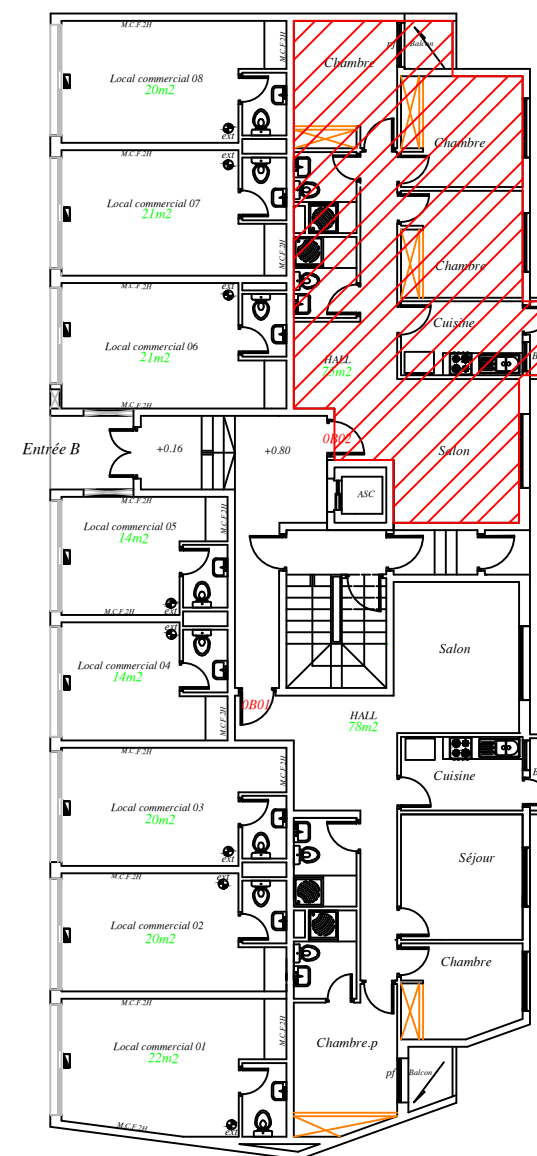 M.C.F.2H
Local commercial 08
20m2
ext
Chambre
pf
Balcon
Chambre
ext
Local commercial 07
21m2
M.C.F.2H
Chambre
M.C.F.2H
ext
Local commercial 06
21m2
M.C.F.2H
Cuisine
HALL
73m2
B
Entrée B
+0.16
+0.80
0B02
Salon
ASC
M.C.F.2H
Local commercial 05
14m2
M.C.F.2H
M.C.F.2H
ext
ext
Local commercial 04
14m2
M.C.F.2H
0B01
HALL
78m2
Salon
M.C.F.2H
Local commercial 03
20m2
M.C.F.2H
ext
Cuisine
B
Séjour
M.C.F.2H
ext
Local commercial 02
20m2
Chambre
M.C.F.2H
Local commercial 01
22m2
M.C.F.2H
Chambre.p
pf
Balcon
M.C.F.2H
ext